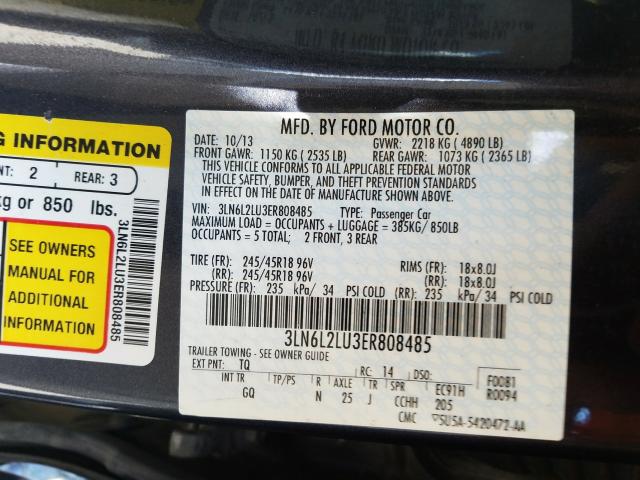 G INFORMATION
NT: 2 REAR: 3
kg or 850 lbs.
SEE OWNERS
MANUAL FOR
ADDITIONAL
INFORMATION
3LN6L2LU3ER808485
MFD. BY FORD MOTOR CO.
DATE: 10/13 GVWR: 2218 KG ( 4890 LB)
FRONT GAWR: 1150 KG ( 2535 LB) REAR GAWR: 1073 KG ( 2365 LB)
THIS VEHICLE CONFORMS TO ALL APPLICABLE FEDERAL MOTOR
VEHICLE SAFETY, BUMPER, AND THEFT PREVENTION STANDARDS
IN EFFECT ON THE DATE OF MANUFACTURE SHOWN ABOVE.
VIN: 3LN6L2LU3ER808485 TYPE: Passenger Car
MAXIMUM LOAD = OCCUPANTS + LUGGAGE = 385KG/ 850LB
OCCUPANTS = 5 TOTAL; 2 FRONT, 3 REAR
TIRE (FR): 245/45R18 96V RIMS (FR): 18x8.0J
(RR): 245/45R18 96V (RR): 18x8.0J
PRESSURE (FR): 235 kPa/ 34 PSI COLD (RR): 235 kPa/ 34 PSI COLD
3LN6L2LU3ER808485
TRAILER TOWING - SEE OWNER GUIDE
EXT PNT: TQ RC: 14 DSO: F0081
INT TR TP/PS R AXLE TR SPR EC91H R0094
GQ N 25 J CCHH 205
CMC 5U5A-5420472-AA